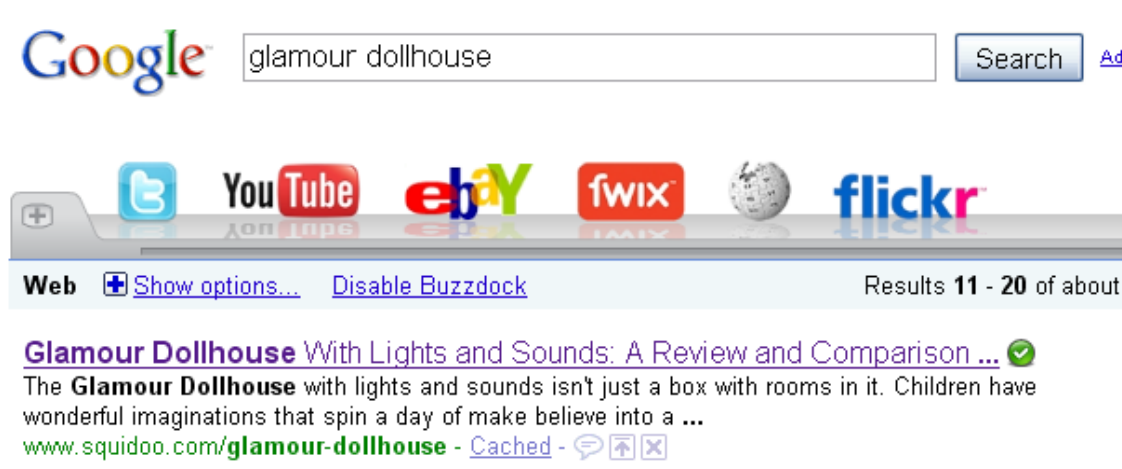 Google glamour dollhouse Search Ad
t YouTube ebay fwix flickr
Web Show options... Disable Buzzdock Results 11 - 20 of about
Glamour Dollhouse With Lights and Sounds: A Review and Comparison ...
The Glamour Dollhouse with lights and sounds isn't just a box with rooms in it. Children have
wonderful imaginations that spin a day of make believe into a ...
www.squidoo.com/glamour-dollhouse - Cached -